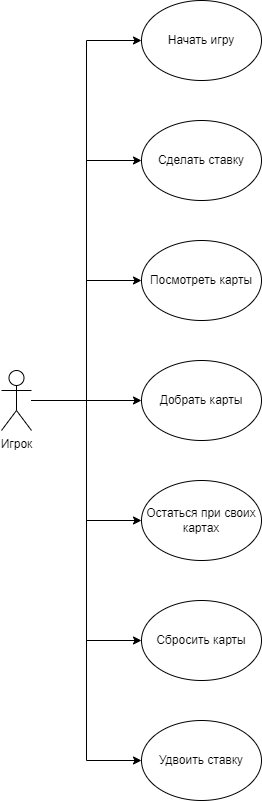 Начать игру
Сделать ставку
Посмотреть карты
Добрать карты
Игрок
Остаться при своих
картах
Сбросить карты
Удвоить ставку